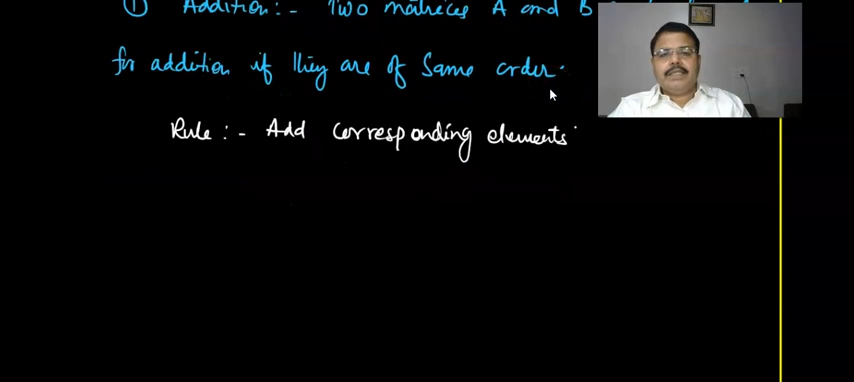 ① Addition :- Two matrices A and B
for addition if they are of same order.
Rule :- Add corresponding elements.